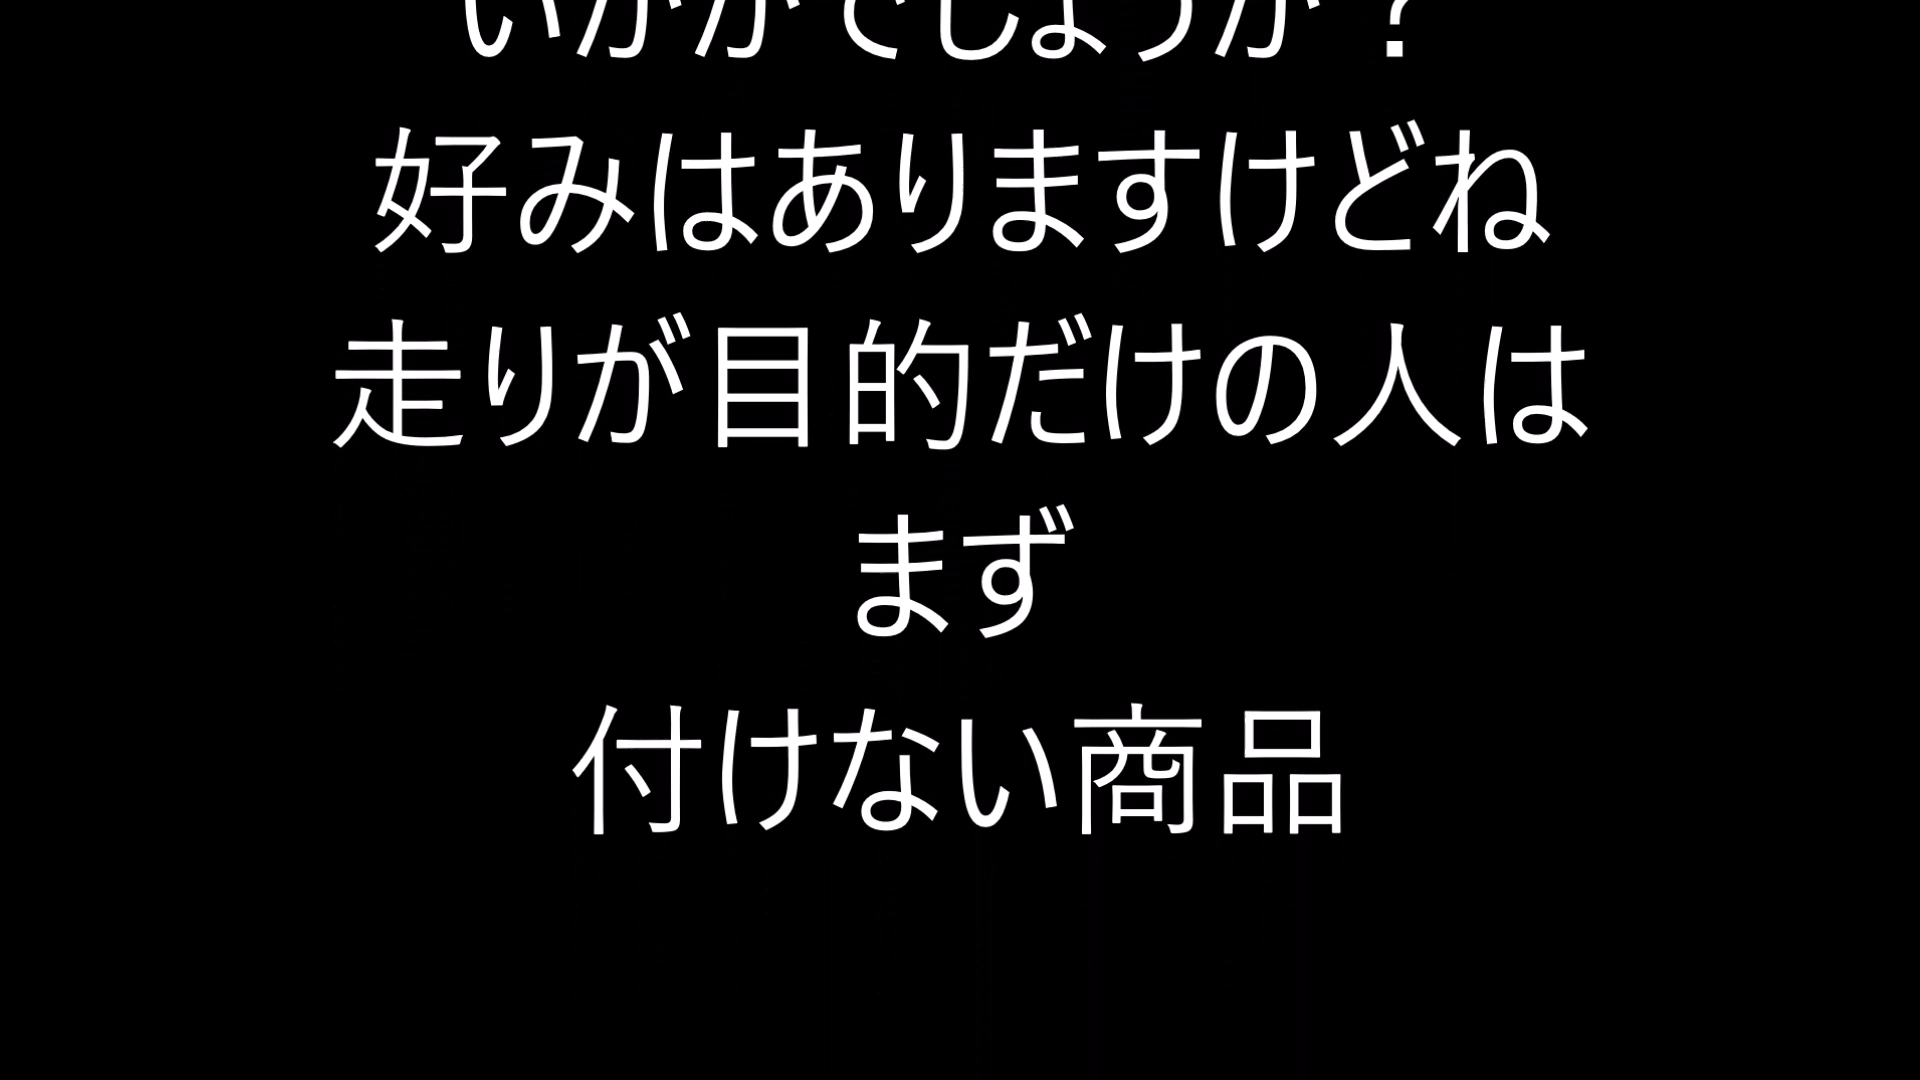 いかがでしょうか？
好みはありますけどね
走りが目的だけの人は
まず
付けない商品